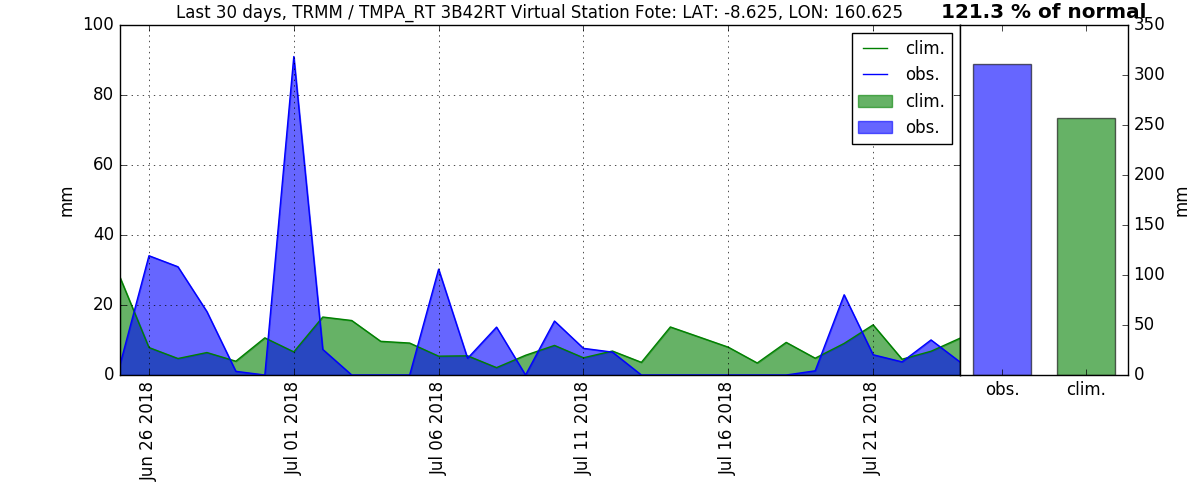 Last 30 days, TRMM / TMPA_RT 3B42RT Virtual Station Fote: LAT: -8.625, LON: 160.625
121.3 % of normal
100
80
60
40
20
0
mm
clim.
obs.
clim.
obs.
Jun 26 2018
Jul 01 2018
Jul 06 2018
Jul 11 2018
Jul 16 2018
Jul 21 2018
350
300
250
200
150
100
50
0
mm
obs.
clim.